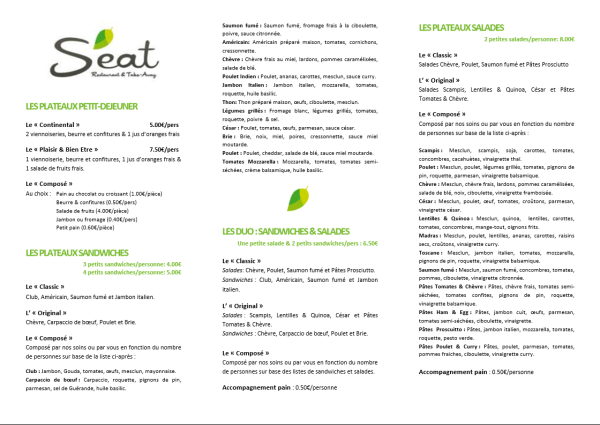 Seat
Restaurant & Take-Away
LES PLATEAUX PETIT-DEJEUNER
Le « Continental » 5.00€/pers
2 viennoiseries, beurre et confitures & 1 jus d'oranges frais
Le « Plaisir & Bien Etre » 7.50€/pers
1 viennoiserie, beurre et confitures, 1 jus d'oranges frais &
1 salade de fruits frais.
Le « Composé »
Au choix : Pain au chocolat ou croissant (1.00€/pièce)
Beurre & confitures (0.50€/pers)
Salade de fruits (4.00€/pièce)
Jambon ou fromage (0.40€/pers)
Petit pain (0.60€/pièce)
LES PLATEAUX SANDWICHES
3 petits sandwiches/personne: 4.00€
4 petits sandwiches/personne: 5.00€
Le « Classic »
Club, Américain, Saumon fumé et Jambon italien.
L' « Original »
Chèvre, Carpaccio de bœuf, Poulet et Brie.
Le « Composé »
Composé par nos soins ou par vous en fonction du nombre
de personnes sur base de la liste ci-après :
Club : Jambon, Gouda, tomates, œufs, mesclun, mayonnaise.
Carpaccio de bœuf : Carpaccio, roquette, pignons de pin,
parmesan, sel de Guérande, huile basilic.
Saumon fumé : Saumon fumé, fromage frais à la ciboulette,
poivre, sauce citronnée.
Américain: Américain préparé maison, tomates, cornichons,
cressonnette.
Chèvre : Chèvre frais au miel, lardons, pommes caramélisées,
salade de blé.
Poulet Indien : Poulet, ananas, carottes, mesclun, sauce curry.
Jambon Italien : Jambon italien, mozzarella, tomates,
roquette, huile basilic.
Thon: Thon préparé maison, œufs, ciboulette, mesclun.
Légumes grillés : Fromage blanc, légumes grillés, tomates,
roquette, poivre & sel.
César : Poulet, tomates, œufs, parmesan, sauce césar.
Brie : Brie, noix, miel, poires, cressonnette, sauce miel
moutarde.
Poulet : Poulet, cheddar, salade de blé, sauce miel moutarde.
Tomates Mozzarella : Mozzarella, tomates, tomates semi-
séchées, crème balsamique, huile basilic.
LES DUO : SANDWICHES & SALADES
Une petite salade & 2 petits sandwiches/pers : 6.50€
Le « Classic »
Salades: Chèvre, Poulet, Saumon fumé et Pâtes Prosciutto.
Sandwiches : Club, Américain, Saumon fumé et Jambon
italien.
L' « Original »
Salades : Scampis, Lentilles & Quinoa, César et Pâtes
Tomates & Chèvre.
Sandwiches : Chèvre, Carpaccio de bœuf, Poulet et Brie.
Le « Composé »
Composé par nos soins ou par vous en fonction du nombre
de personnes sur base des listes de sandwiches et salades.
Accompagnement pain : 0.50€/personne
LES PLATEAUX SALADES
2 petites salades/personne: 8.00€
Le « Classic »
Salades Chèvre, Poulet, Saumon fumé et Pâtes Prosciutto
L' « Original »
Salades Scampis, Lentilles & Quinoa, César et Pâtes
Tomates & Chèvre.
Le « Composé »
Composé par nos soins ou par vous en fonction du nombre
de personnes sur base de la liste ci-après :
Scampis : Mesclun, scampis, soja, carottes, tomates,
concombres, cacahuètes, vinaigrette thaï.
Poulet : Mesclun, poulet, légumes grillés, tomates, pignons de
pin, roquette, parmesan, vinaigrette balsamique.
Chèvre : Mesclun, chèvre frais, lardons, pommes caramélisées,
salade de blé, noix, ciboulette, vinaigrette framboisée.
César : Mesclun, poulet, œuf, tomates, croûtons, parmesan,
vinaigrette césar.
Lentilles & Quinoa : Mesclun, quinoa, lentilles, carottes,
tomates, concombres, mange-tout, oignons frits.
Madras : Mesclun, poulet, lentilles, ananas, carottes, raisins
secs, croûtons, vinaigrette curry.
Toscane : Mesclun, jambon italien, tomates, mozzarella,
pignons de pin, roquette, vinaigrette balsamique.
Saumon fumé : Mesclun, saumon fumé, concombres, tomates,
pommes, ciboulette, vinaigrette citronnée.
Pâtes Tomates & Chèvre : Pâtes, chèvre frais, tomates semi-
séchées, tomates confites, pignons de pin, roquette,
vinaigrette balsamique.
Pâtes Ham & Egg : Pâtes, jambon cuit, œufs, parmesan,
tomates semi-séchées, ciboulette, vinaigrette.
Pâtes Proscuitto : Pâtes, jambon italien, mozzarella, tomates,
roquette, pesto verde.
Pâtes Poulet & Curry : Pâtes, poulet, parmesan, tomates,
pommes fraiches, ciboulette, vinaigrette curry.
Accompagnement pain : 0.50€/personne